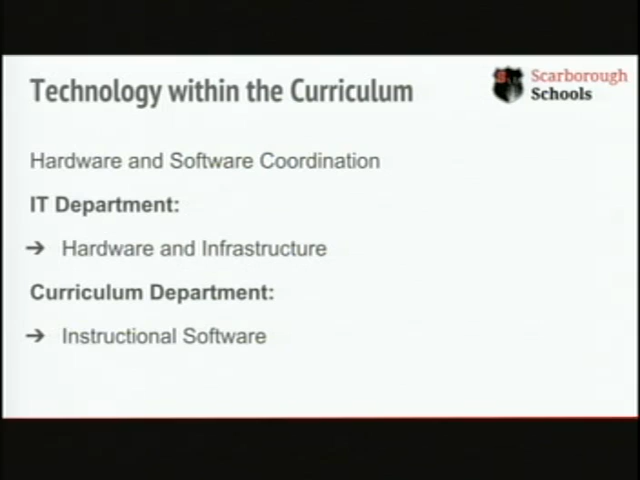 Technology within the Curriculum
Scarborough
Schools
Hardware and Software Coordination
IT Department:
➔ Hardware and Infrastructure
Curriculum Department:
➔ Instructional Software